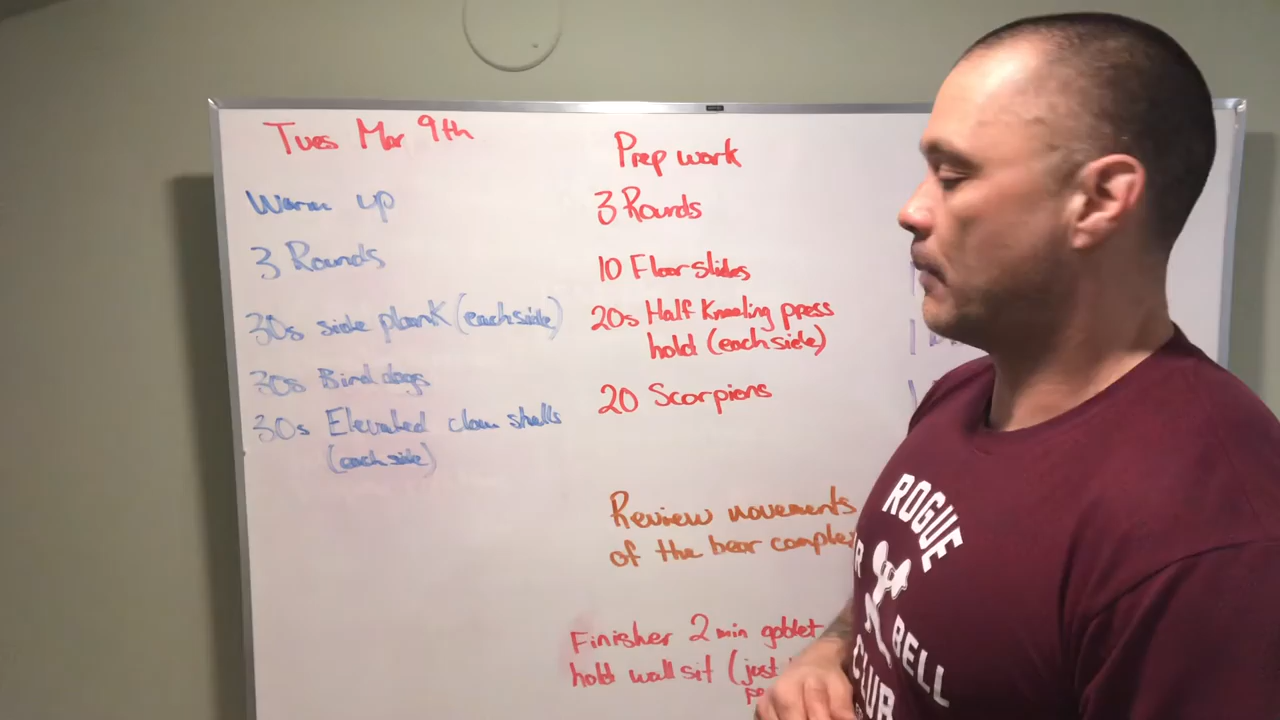 Tues Mar 9th
Warm up
3 Rounds
30s side plank (each side)
30s Bird dogs
30s Elevated clam shells
(each side)
Prep work
3 Rounds
10 Floor slides
20s Half Kneeling press
hold (each side)
20 Scorpions
Review movements
of the bear complex
Finisher 2 min goblet
hold wall sit (just
ROGUE
BELL
CLUB